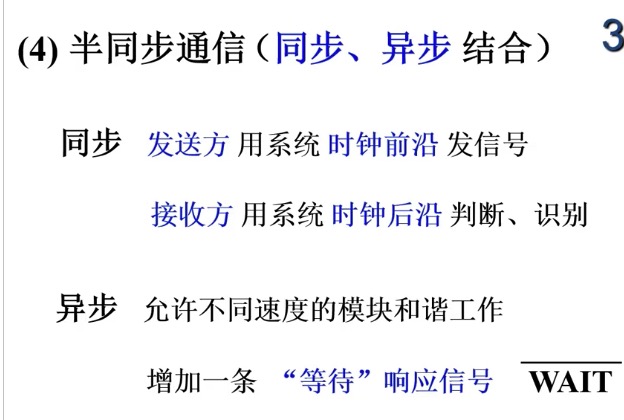 (4) 半同步通信（同步、异步 结合） 3
同步 发送方 用系统 时钟前沿 发信号
接收方 用系统 时钟后沿 判断、识别
异步 允许不同速度的模块和谐工作
增加一条 “等待”响应信号 WAIT